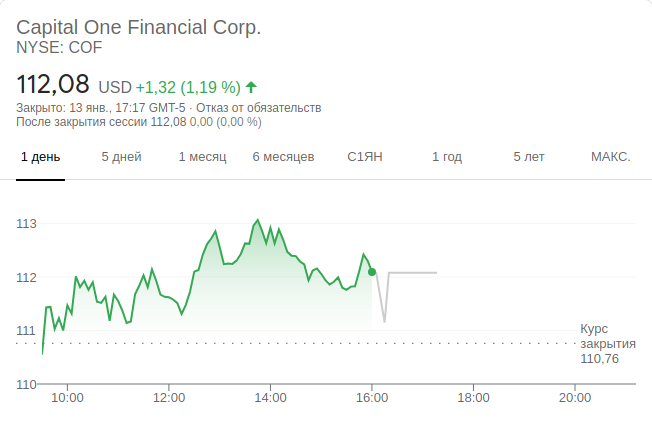 Capital One Financial Corp.
NYSE: COF
112,08 USD +1,32 (1,19 %)
Закрыто: 13 янв., 17:17 GMT-5 · Отказ от обязательств
После закрытия сессии 112,08 0,00 (0,00 %)
1 день 5 дней 1 месяц 6 месяцев С1ЯН 1 год 5 лет МАКС.
113
112
111
Курс
закрытия
110,76
110
10:00 12:00 14:00 16:00 18:00 20:00